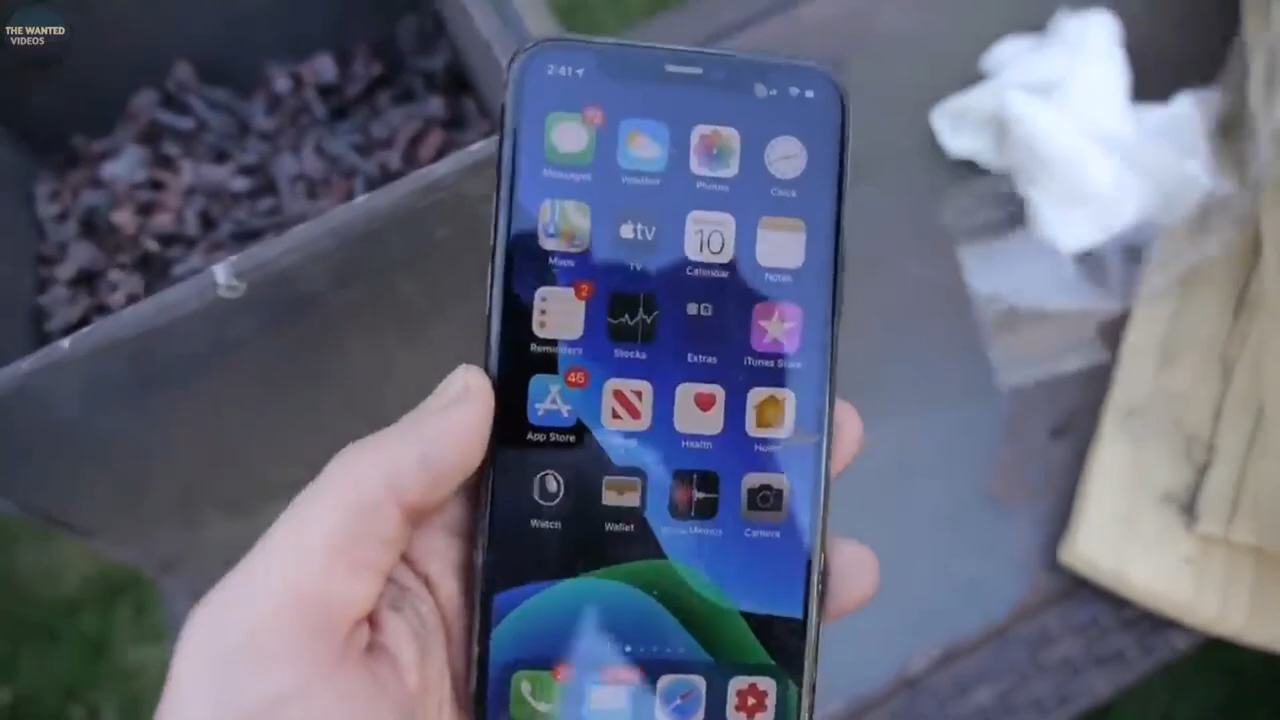 THE WANTED
VIDEOS
2:41
Messages
Weather
Photos
Clock
Maps
tv
TV
10
Calendar
Notes
2
Reminders
Stocks
Extras
iTunes Store
46
App Store
Health
Home
Watch
Wallet
Camera